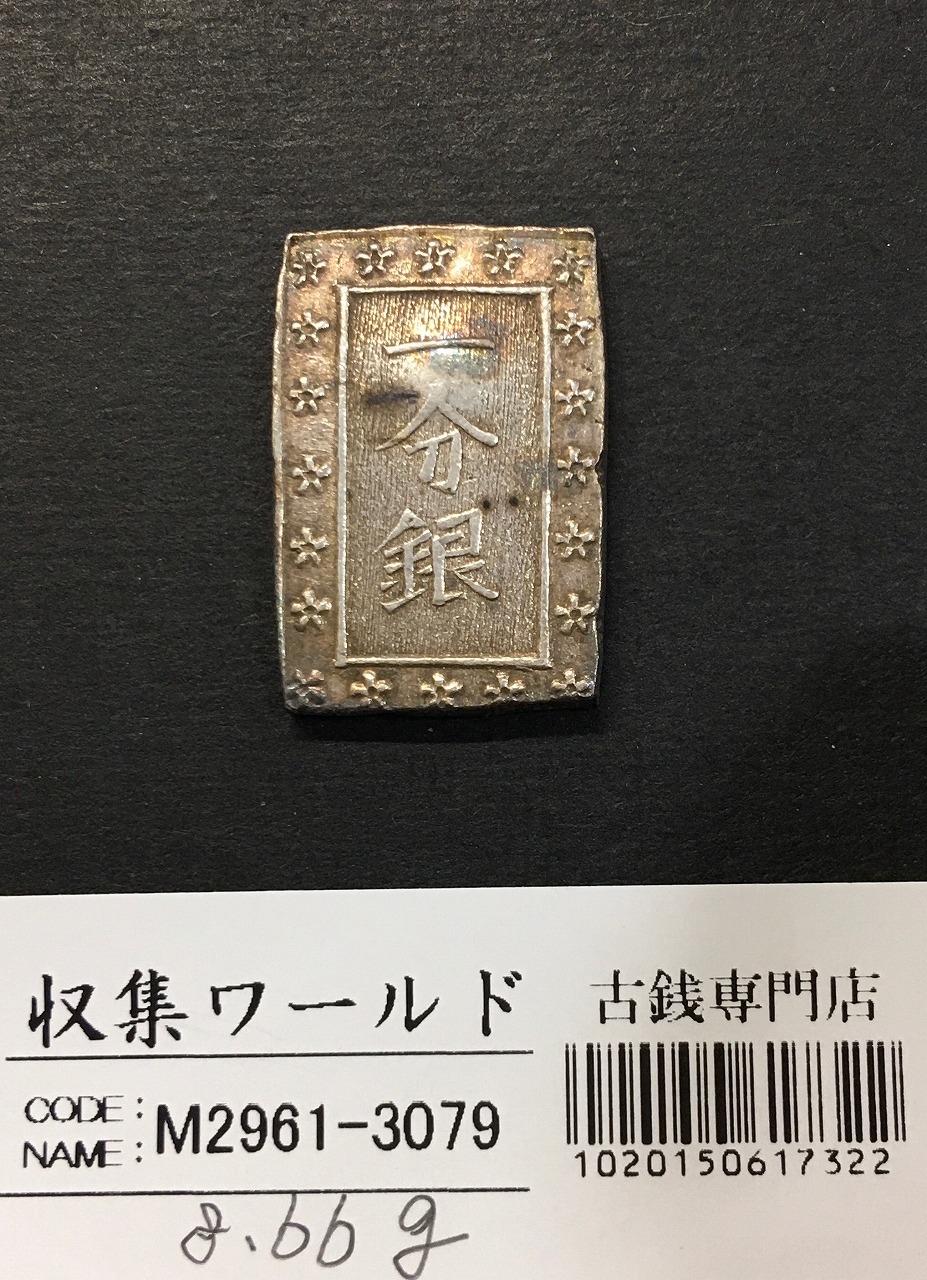 一
分
銀
収集ワールド
古銭専門店
CODE:
NAME:
M2961-3079
1020150617322
8.66g